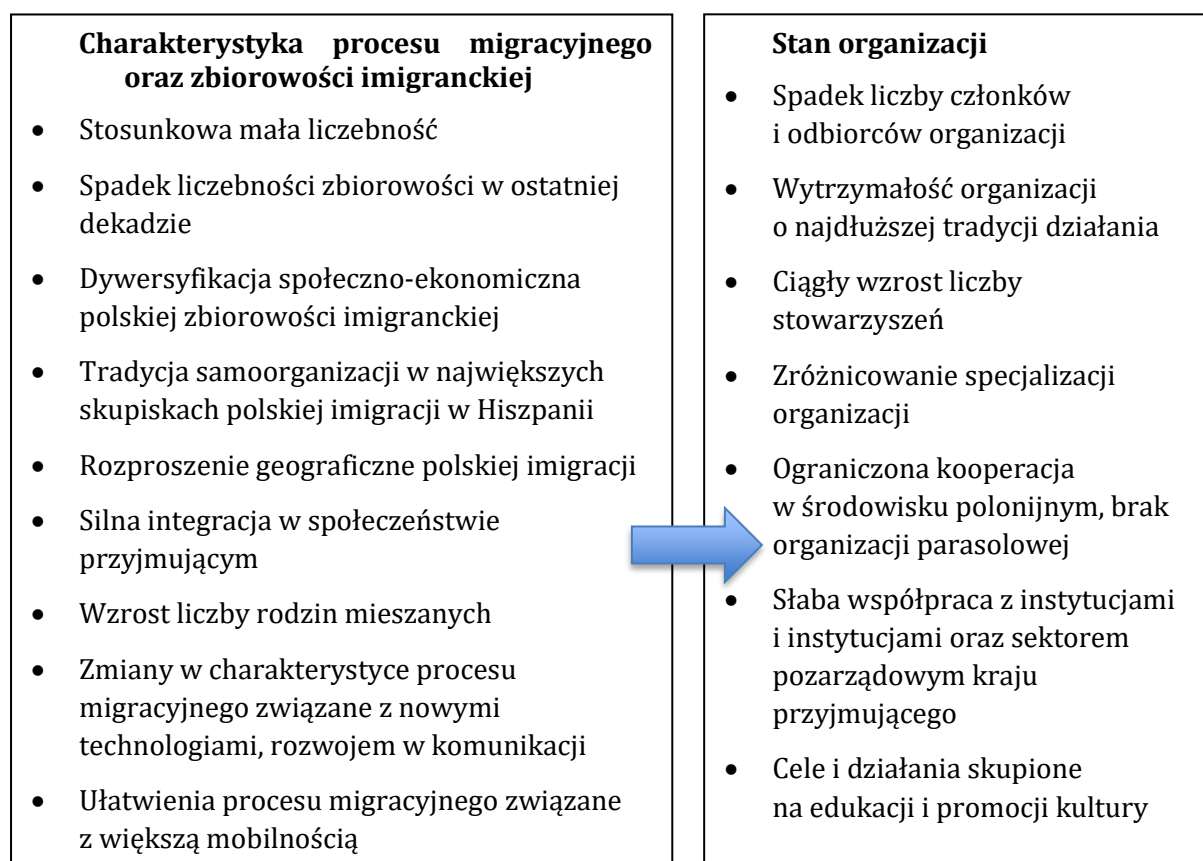 Charakterystyka procesu migracyjnego
oraz zbiorowości imigranckiej
• Stosunkowa mała liczebność
• Spadek liczebności zbiorowości w ostatniej
dekadzie
• Dywersyfikacja społeczno-ekonomiczna
polskiej zbiorowości imigranckiej
• Tradycja samoorganizacji w największych
skupiskach polskiej imigracji w Hiszpanii
• Rozproszenie geograficzne polskiej imigracji
• Silna integracja w społeczeństwie
przyjmującym
• Wzrost liczby rodzin mieszanych
• Zmiany w charakterystyce procesu
migracyjnego związane z nowymi
technologiami, rozwojem w komunikacji
• Ułatwienia procesu migracyjnego związane
z większą mobilnością
Stan organizacji
• Spadek liczby członków
i odbiorców organizacji
• Wytrzymałość organizacji
o najdłuższej tradycji działania
• Ciągły wzrost liczby
stowarzyszeń
• Zróżnicowanie specjalizacji
organizacji
• Ograniczona kooperacja
w środowisku polonijnym, brak
organizacji parasolowej
• Słaba współpraca z instytucjami
i instytucjami oraz sektorem
pozarządowym kraju
przyjmującego
• Cele i działania skupione
na edukacji i promocji kultury